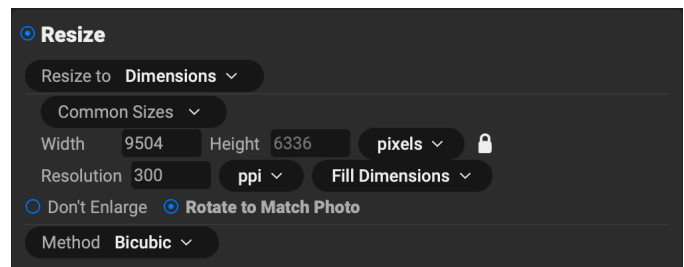 Resize
Resize to Dimensions
Common Sizes
Width 9504 Height 6336 pixels
Resolution 300 ppi Fill Dimensions
Don't Enlarge Rotate to Match Photo
Method Bicubic